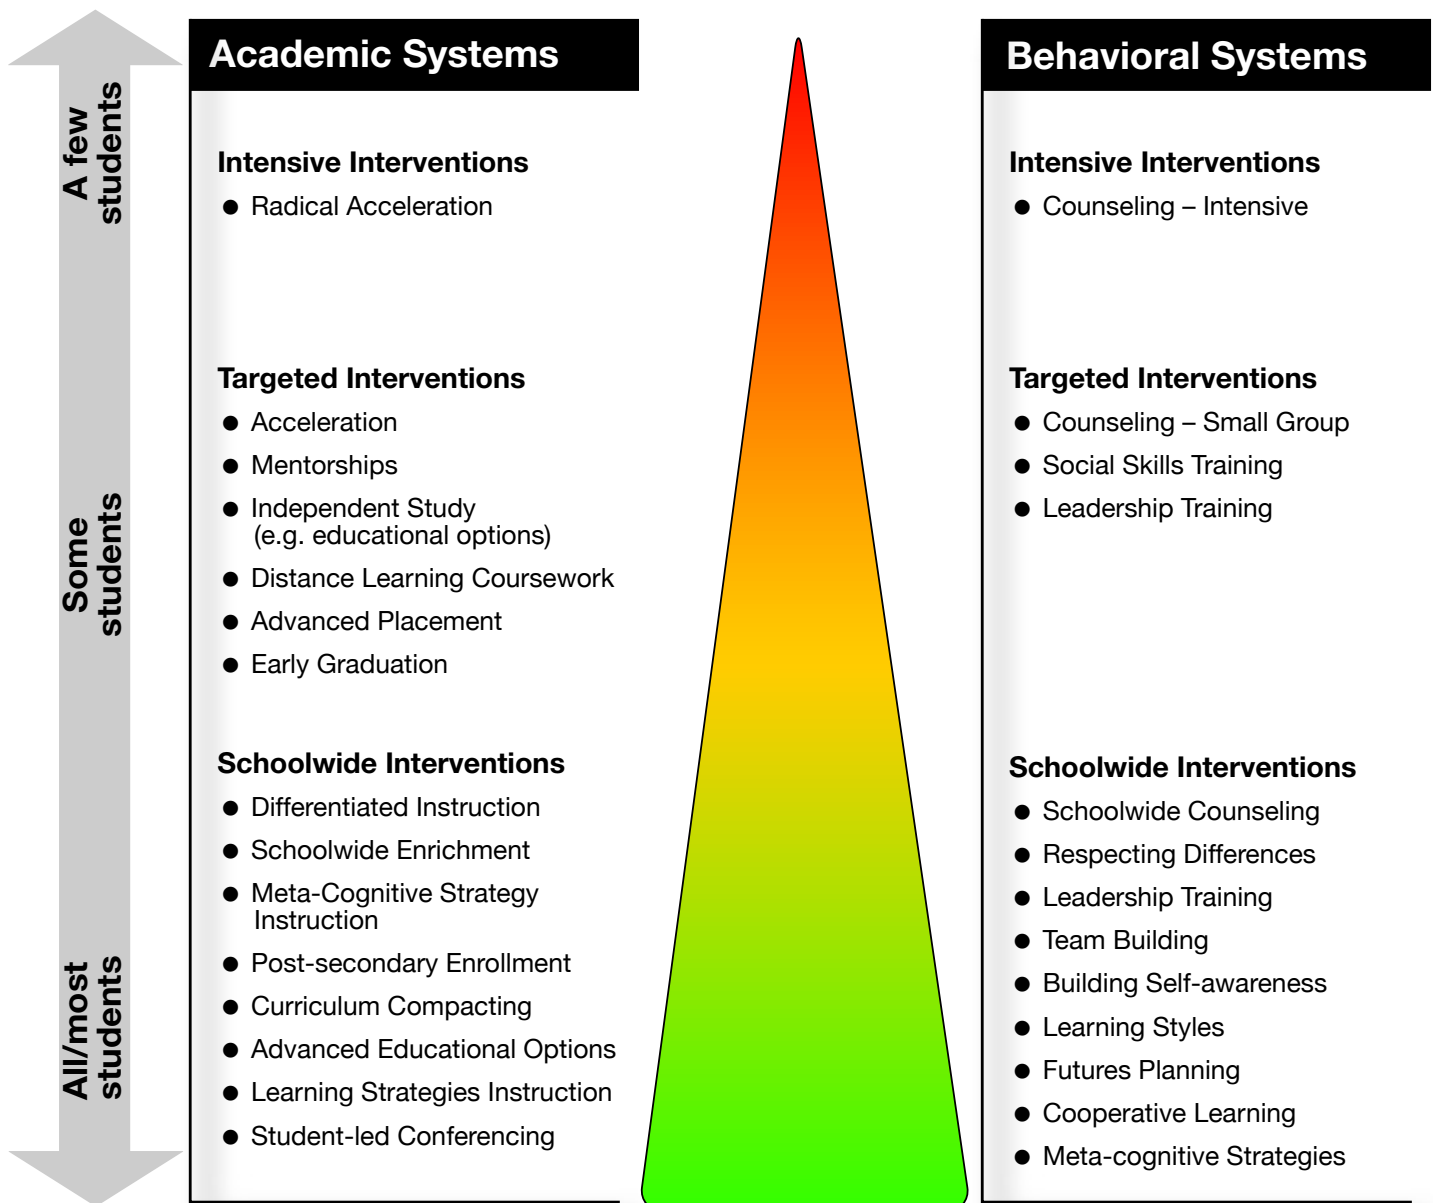 A few
students
Some
students
All/most
students
Academic Systems
Intensive Interventions
● Radical Acceleration
Targeted Interventions
● Acceleration
● Mentorships
● Independent Study
(e.g. educational options)
● Distance Learning Coursework
● Advanced Placement
● Early Graduation
Schoolwide Interventions
● Differentiated Instruction
● Schoolwide Enrichment
● Meta-Cognitive Strategy
Instruction
● Post-secondary Enrollment
● Curriculum Compacting
● Advanced Educational Options
● Learning Strategies Instruction
● Student-led Conferencing
Behavioral Systems
Intensive Interventions
● Counseling – Intensive
Targeted Interventions
● Counseling – Small Group
● Social Skills Training
● Leadership Training
Schoolwide Interventions
● Schoolwide Counseling
● Respecting Differences
● Leadership Training
● Team Building
● Building Self-awareness
● Learning Styles
● Futures Planning
● Cooperative Learning
● Meta-cognitive Strategies